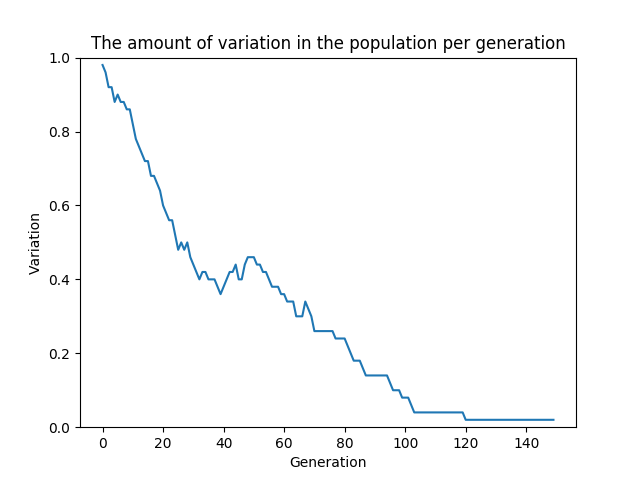 The amount of variation in the population per generation
1.0
0.8
0.6
0.4
0.2
0.0
Variation
0 20 40 60 80 100 120 140
Generation